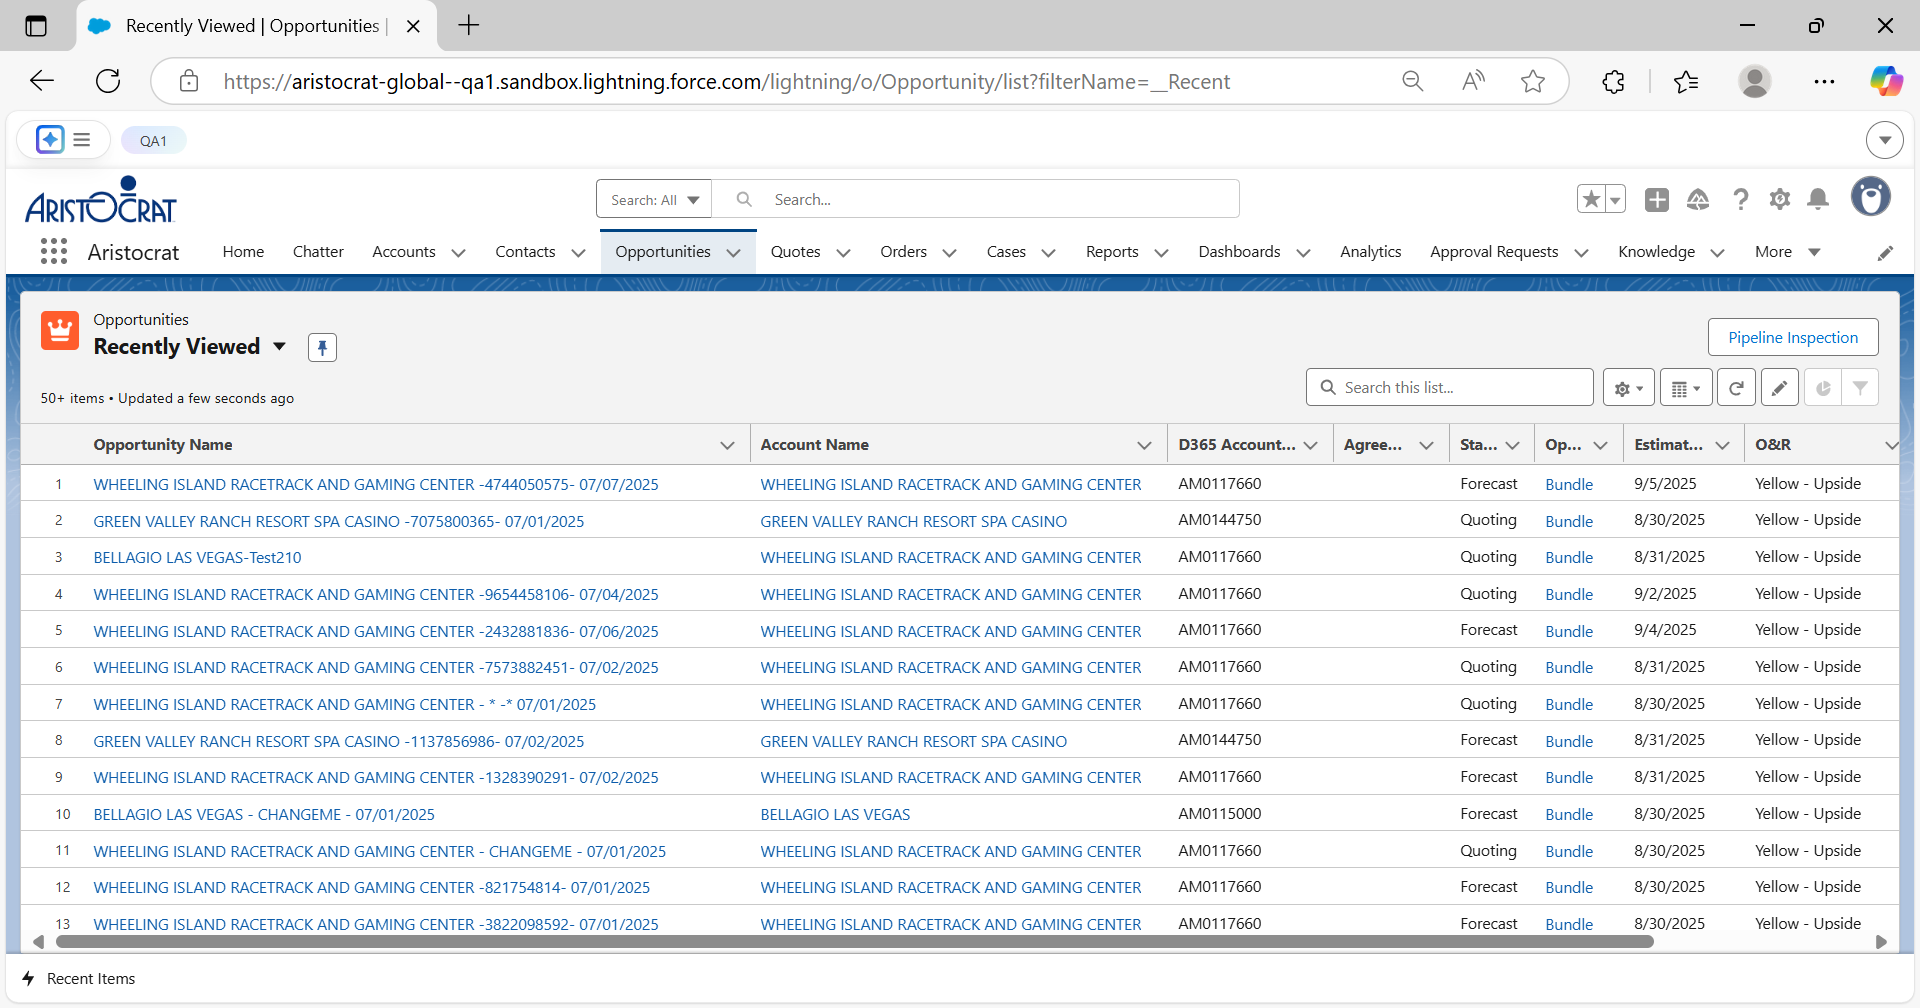 Recently Viewed | Opportunities |
https://aristocrat-global--qa1.sandbox.lightning.force.com/lightning/o/Opportunity/list?filterName=__Recent
QA1
ARISTOCRAT
Search: All Search...
Aristocrat Home Chatter Accounts Contacts Opportunities Quotes Orders Cases Reports Dashboards Analytics Approval Requests Knowledge More
Opportunities
Recently Viewed
Pipeline Inspection
50+ items • Updated a few seconds ago
Search this list...
Opportunity Name Account Name D365 Account... Agree... Sta... Op... Estimat... O&R
1 WHEELING ISLAND RACETRACK AND GAMING CENTER -4744050575- 07/07/2025 WHEELING ISLAND RACETRACK AND GAMING CENTER AM0117660 Forecast Bundle 9/5/2025 Yellow - Upside
2 GREEN VALLEY RANCH RESORT SPA CASINO -7075800365- 07/01/2025 GREEN VALLEY RANCH RESORT SPA CASINO AM0144750 Quoting Bundle 8/30/2025 Yellow - Upside
3 BELLAGIO LAS VEGAS-Test210 WHEELING ISLAND RACETRACK AND GAMING CENTER AM0117660 Quoting Bundle 8/31/2025 Yellow - Upside
4 WHEELING ISLAND RACETRACK AND GAMING CENTER -9654458106- 07/04/2025 WHEELING ISLAND RACETRACK AND GAMING CENTER AM0117660 Quoting Bundle 9/2/2025 Yellow - Upside
5 WHEELING ISLAND RACETRACK AND GAMING CENTER -2432881836- 07/06/2025 WHEELING ISLAND RACETRACK AND GAMING CENTER AM0117660 Forecast Bundle 9/4/2025 Yellow - Upside
6 WHEELING ISLAND RACETRACK AND GAMING CENTER -7573882451- 07/02/2025 WHEELING ISLAND RACETRACK AND GAMING CENTER AM0117660 Quoting Bundle 8/31/2025 Yellow - Upside
7 WHEELING ISLAND RACETRACK AND GAMING CENTER - * -* 07/01/2025 WHEELING ISLAND RACETRACK AND GAMING CENTER AM0117660 Quoting Bundle 8/30/2025 Yellow - Upside
8 GREEN VALLEY RANCH RESORT SPA CASINO -1137856986- 07/02/2025 GREEN VALLEY RANCH RESORT SPA CASINO AM0144750 Forecast Bundle 8/31/2025 Yellow - Upside
9 WHEELING ISLAND RACETRACK AND GAMING CENTER -1328390291- 07/02/2025 WHEELING ISLAND RACETRACK AND GAMING CENTER AM0117660 Forecast Bundle 8/31/2025 Yellow - Upside
10 BELLAGIO LAS VEGAS - CHANGEME - 07/01/2025 BELLAGIO LAS VEGAS AM0115000 Forecast Bundle 8/30/2025 Yellow - Upside
11 WHEELING ISLAND RACETRACK AND GAMING CENTER - CHANGEME - 07/01/2025 WHEELING ISLAND RACETRACK AND GAMING CENTER AM0117660 Quoting Bundle 8/30/2025 Yellow - Upside
12 WHEELING ISLAND RACETRACK AND GAMING CENTER -821754814- 07/01/2025 WHEELING ISLAND RACETRACK AND GAMING CENTER AM0117660 Forecast Bundle 8/30/2025 Yellow - Upside
13 WHEELING ISLAND RACETRACK AND GAMING CENTER -3822098592- 07/01/2025 WHEELING ISLAND RACETRACK AND GAMING CENTER AM0117660 Forecast Bundle 8/30/2025 Yellow - Upside
Recent Items